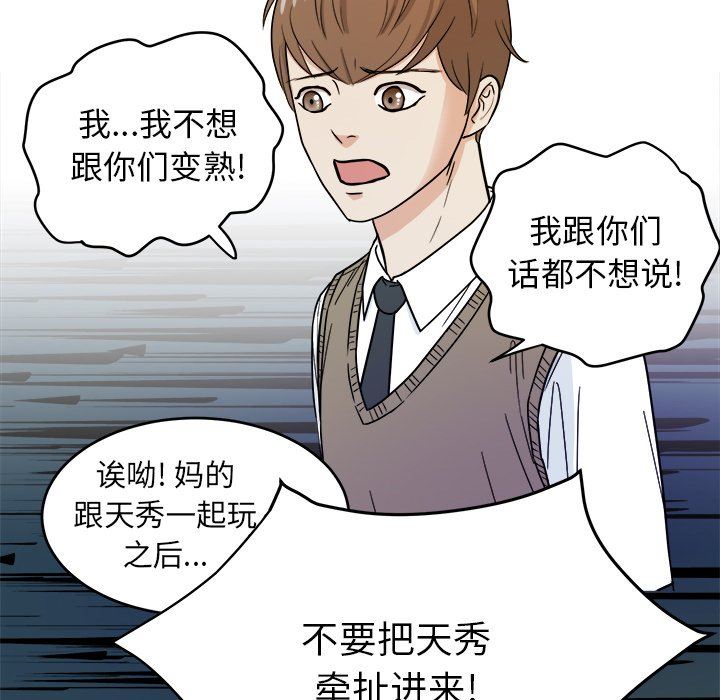 我...我不想
跟你们变熟!
我跟你们
话都不想说!
诶呦! 妈的
跟天秀一起玩
之后...
不要把天秀
牵扯进来!